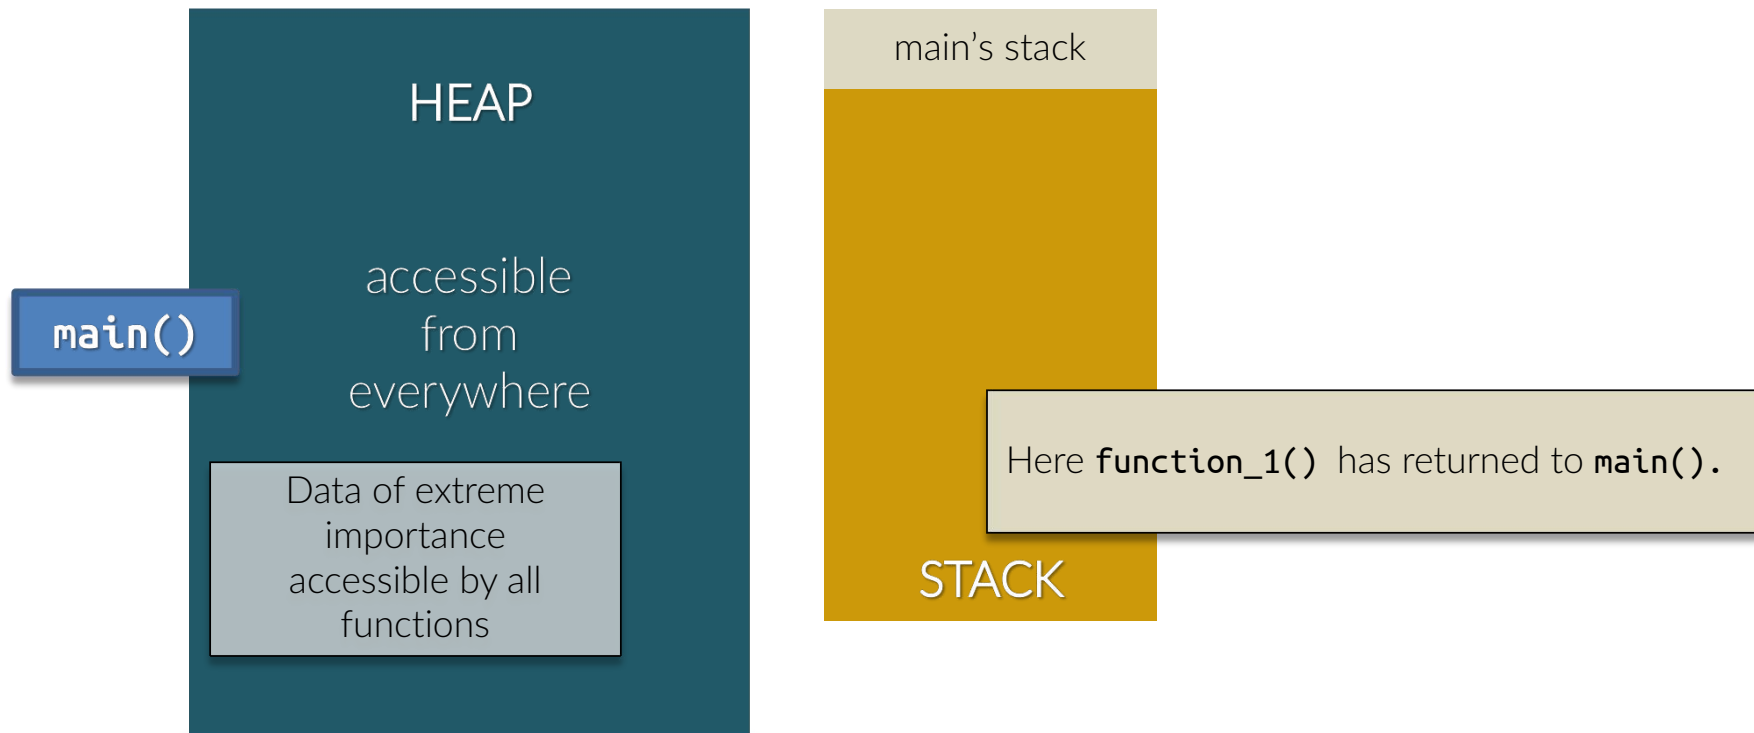 HEAP
accessible
from
everywhere
main()
Data of extreme
importance
accessible by all
functions
main’s stack
Here function_1() has returned to main().
STACK